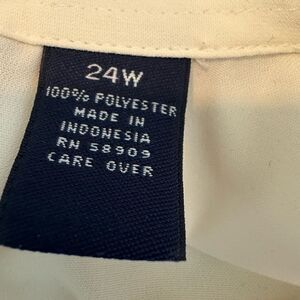 24W
100% POLYESTER
MADE IN
INDONESIA
RN 58909
CARE OVER